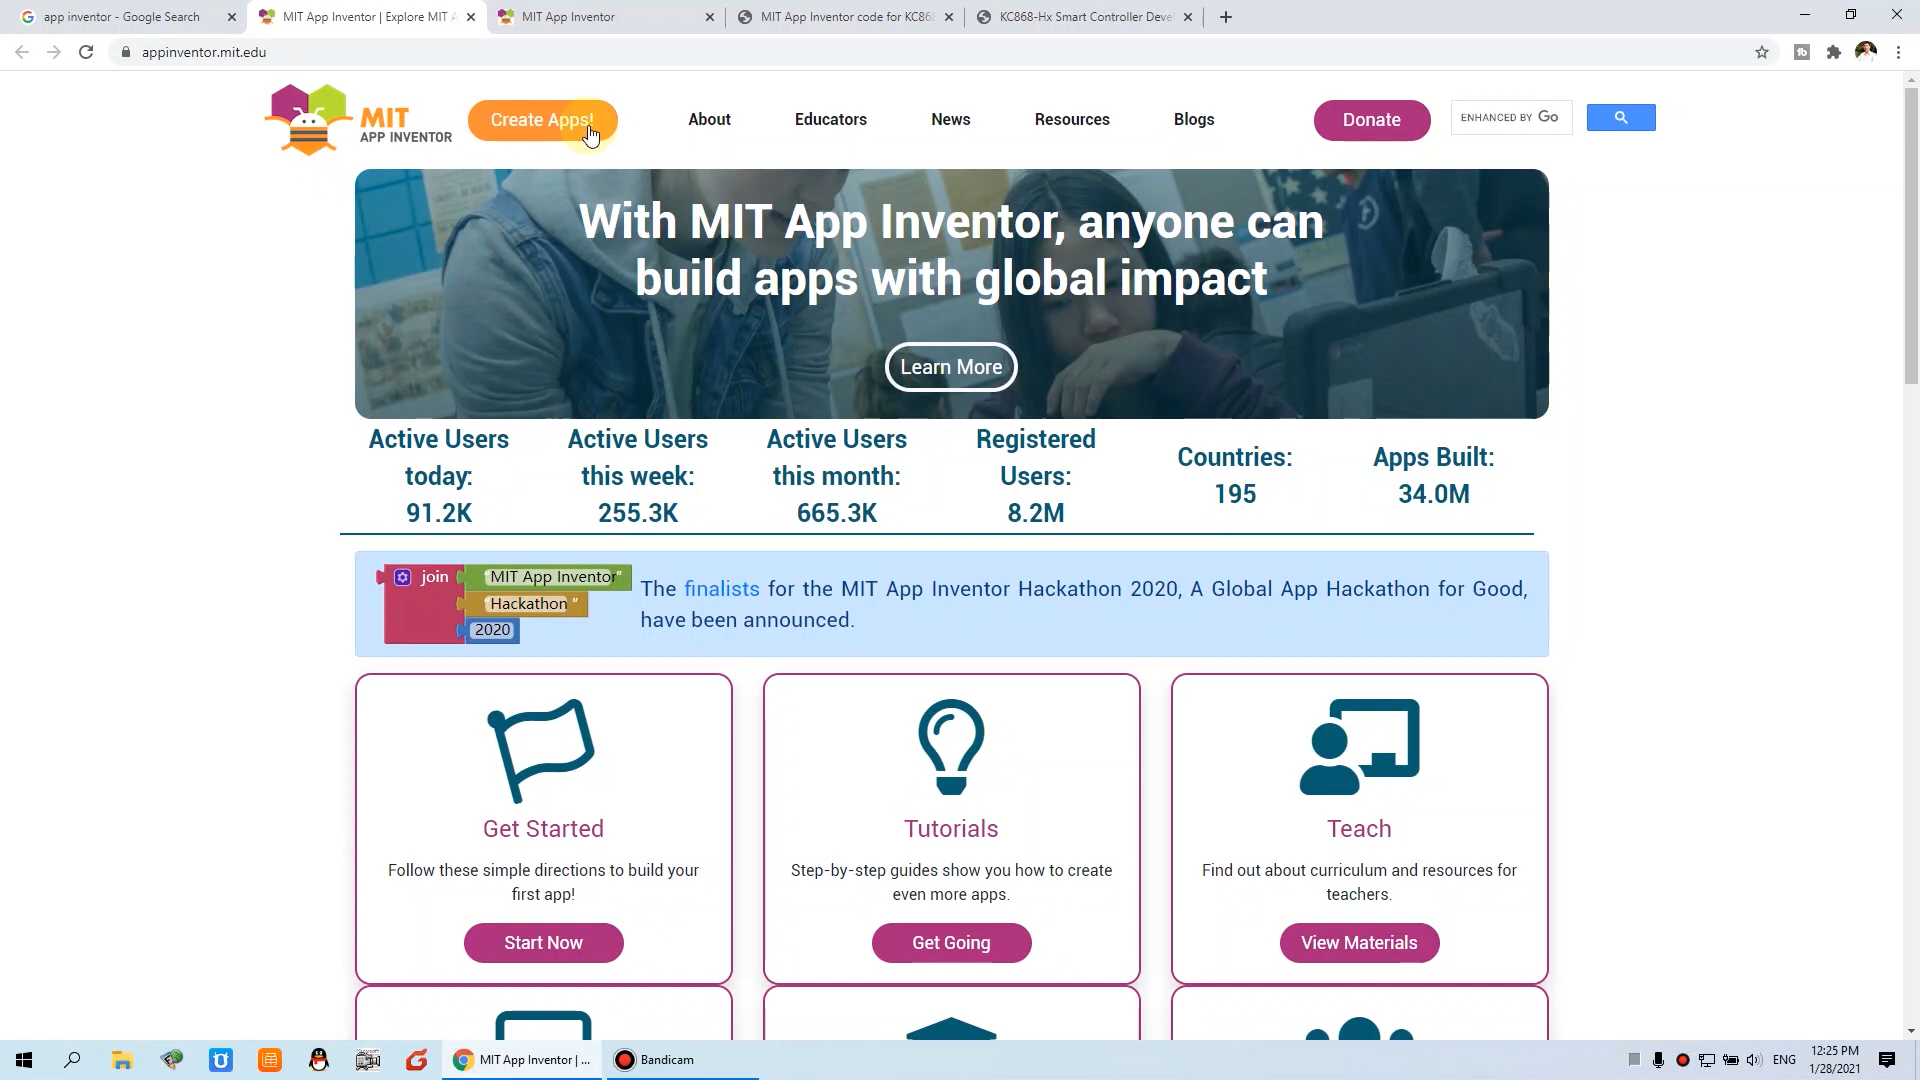 app inventor - Google Search
MIT App Inventor | Explore MIT A
MIT App Inventor
MIT App Inventor code for KC868
KC868-Hx Smart Controller Deve
appinventor.mit.edu
MIT
APP INVENTOR
Create Apps!
About
Educators
News
Resources
Blogs
Donate
ENHANCED BY Go
With MIT App Inventor, anyone can
build apps with global impact
Learn More
Active Users
today:
91.2K
Active Users
this week:
255.3K
Active Users
this month:
665.3K
Registered
Users:
8.2M
Countries:
195
Apps Built:
34.0M
join
"MIT App Inventor"
"Hackathon "
2020
The finalists for the MIT App Inventor Hackathon 2020, A Global App Hackathon for Good,
have been announced.
Get Started
Follow these simple directions to build your
first app!
Start Now
Tutorials
Step-by-step guides show you how to create
even more apps.
Get Going
Teach
Find out about curriculum and resources for
teachers.
View Materials
MIT App Inventor | ...
Bandicam
ENG
12:25 PM
1/28/2021